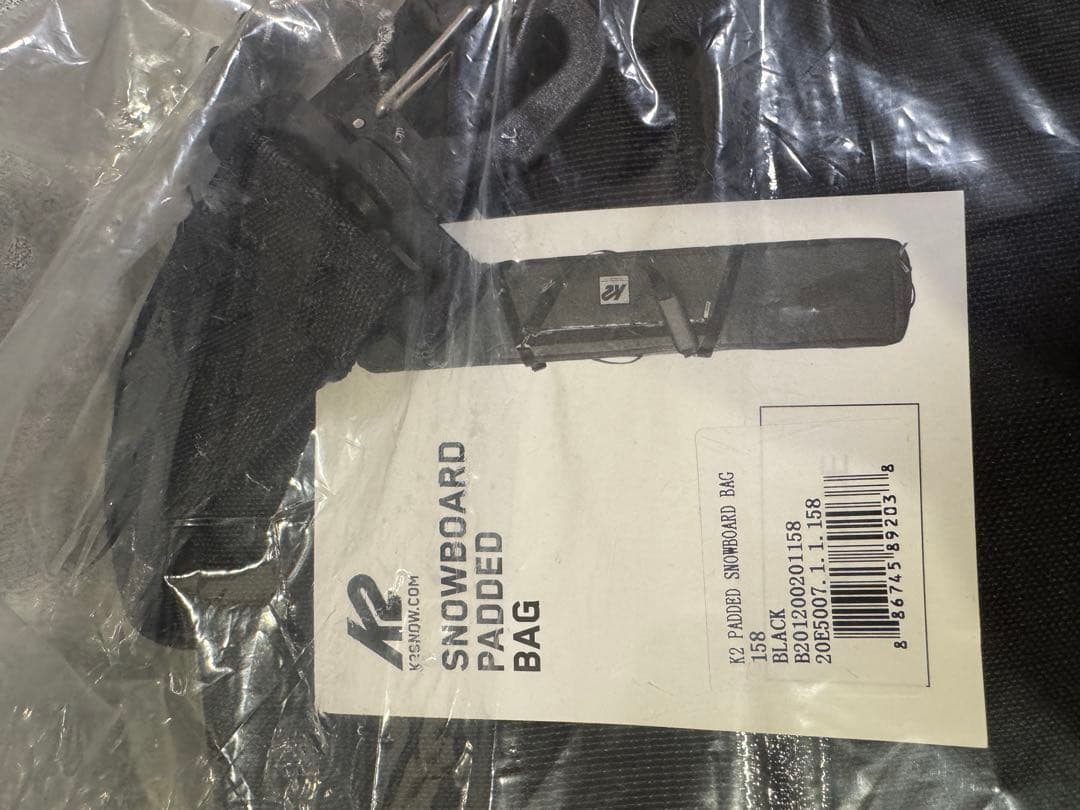 K2
K2SNOW.COM
SNOWBOARD
PADDED
BAG
K2
K2 PADDED SNOWBOARD BAG
158
BLACK
B201200201158
20E5007.1.1.158
8 86745 89203 8